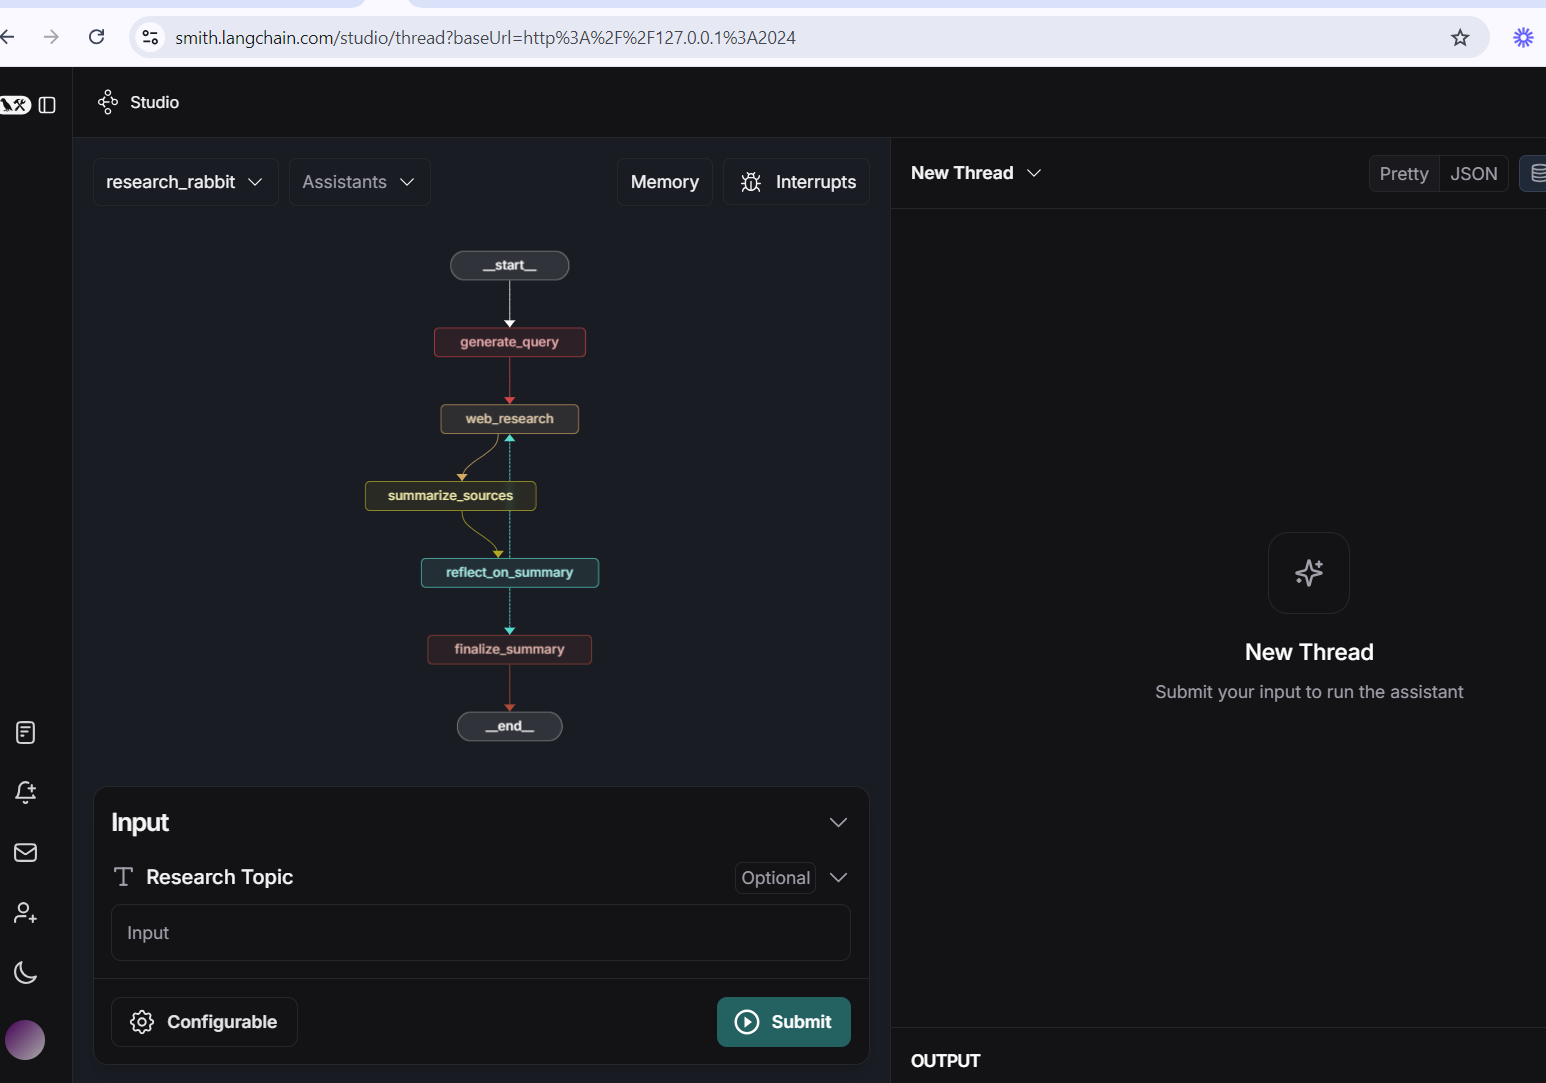 smith.langchain.com/studio/thread?baseUrl=http%3A%2F%2F127.0.0.1%3A2024
Studio
research_rabbit
Assistants
Memory
Interrupts
New Thread
Pretty
JSON
__start__
generate_query
web_research
summarize_sources
reflect_on_summary
finalize_summary
__end__
New Thread
Submit your input to run the assistant
Input
Research Topic
Optional
Input
Configurable
Submit
OUTPUT